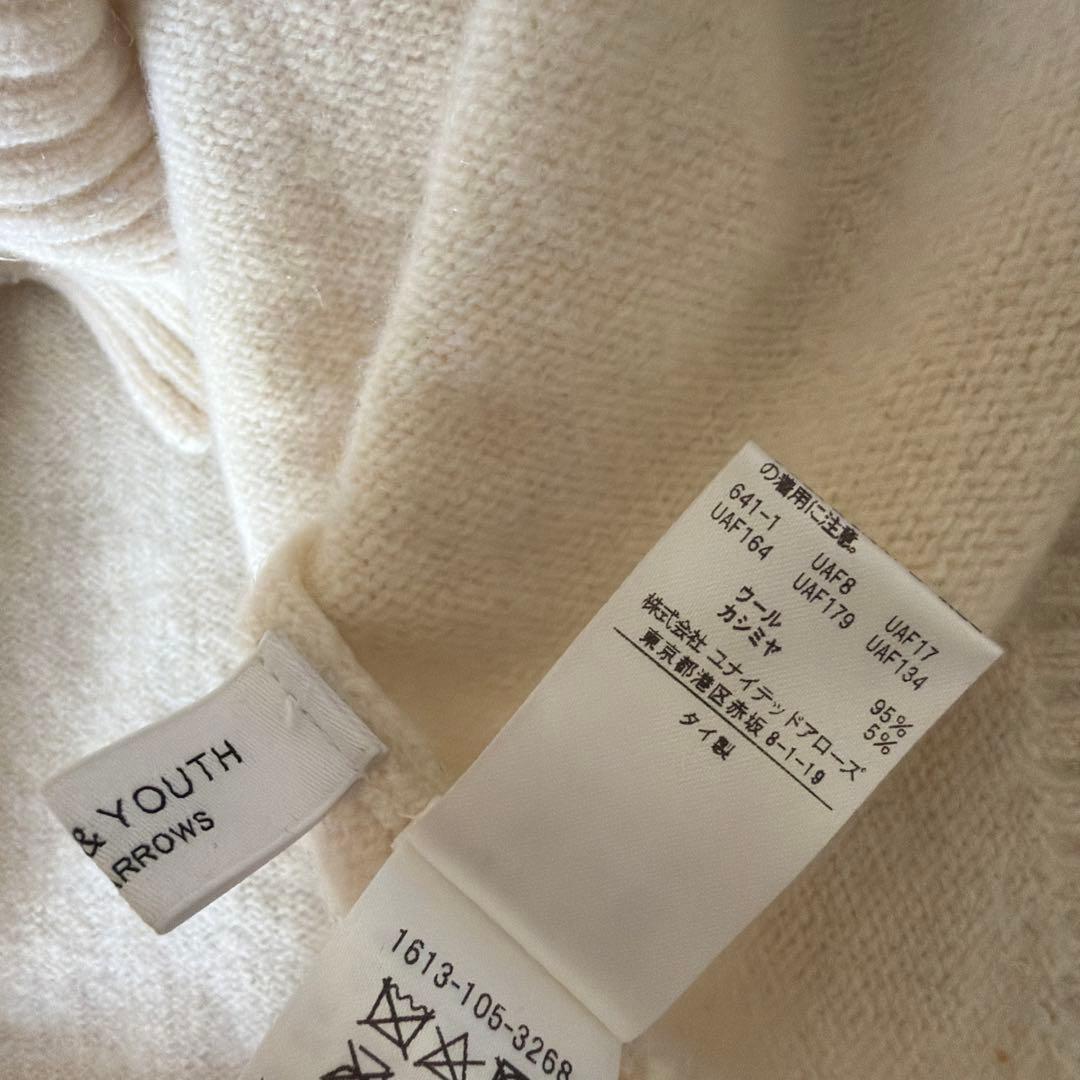 の着用に注意。
641-1 UAF8 UAF17
UAF164 UAF179 UAF134
ウール 95%
カシミヤ 5%
株式会社 ユナイテッドアローズ
東京都港区赤坂 8-1-19
タイ製
& YOUTH
ARROWS
1613-105-3268